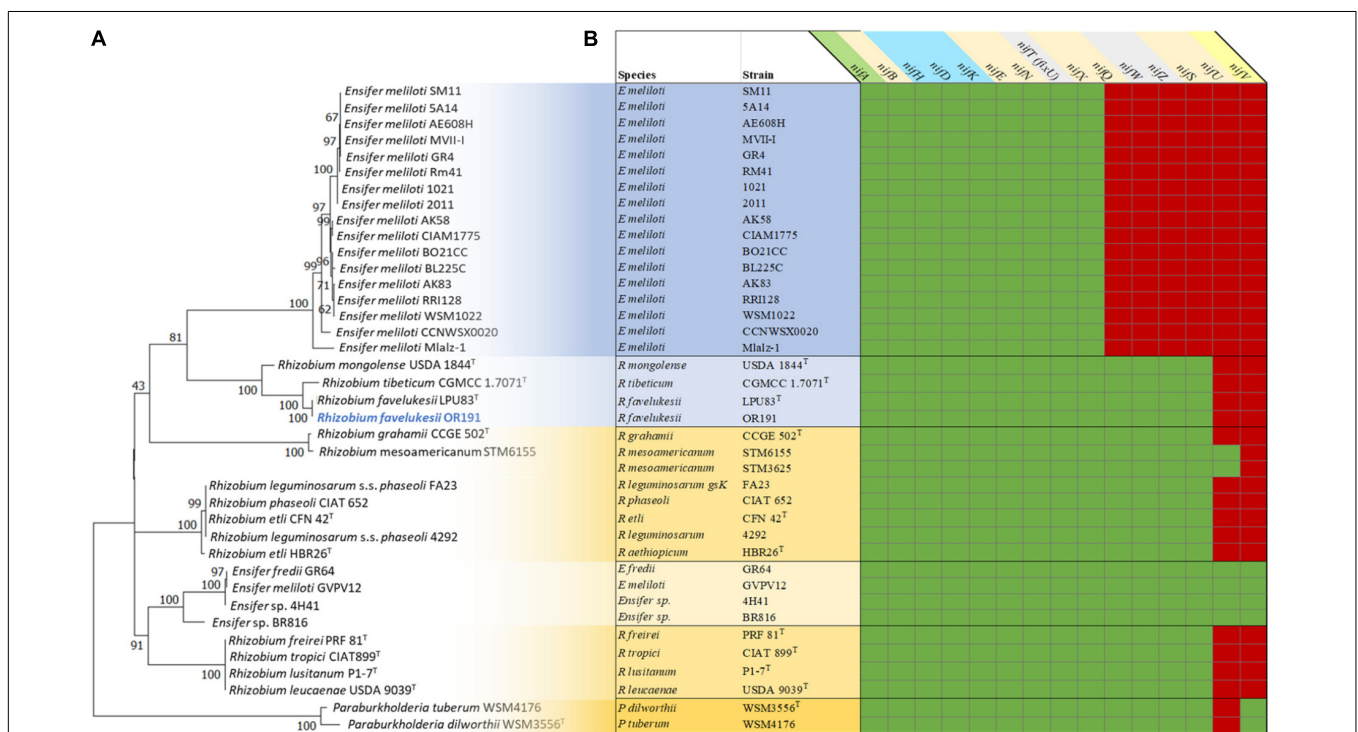 A
B
Species Strain nifA nifB nifH nifD nifK nifE nifN nifT (fixU) nifX nifQ nifW nifZ nifS nifU nifV
Ensifer meliloti SM11
Ensifer meliloti 5A14
Ensifer meliloti AE608H
Ensifer meliloti MVII-I
Ensifer meliloti GR4
Ensifer meliloti Rm41
Ensifer meliloti 1021
Ensifer meliloti 2011
Ensifer meliloti AK58
Ensifer meliloti CIAM1775
Ensifer meliloti BO21CC
Ensifer meliloti BL225C
Ensifer meliloti AK83
Ensifer meliloti RRI128
Ensifer meliloti WSM1022
Ensifer meliloti CCNWSX0020
Ensifer meliloti Mlalz-1
Rhizobium mongolense USDA 1844T
Rhizobium tibeticum CGMCC 1.7071T
Rhizobium favelukesii LPU83T
Rhizobium favelukesii OR191
Rhizobium grahamii CCGE 502T
Rhizobium mesoamericanum STM6155
Rhizobium leguminosarum s.s. phaseoli FA23
Rhizobium phaseoli CIAT 652
Rhizobium etli CFN 42T
Rhizobium leguminosarum s.s. phaseoli 4292
Rhizobium etli HBR26T
Ensifer fredii GR64
Ensifer meliloti GVPV12
Ensifer sp. 4H41
Ensifer sp. BR816
Rhizobium freirei PRF 81T
Rhizobium tropici CIAT899T
Rhizobium lusitanum P1-7T
Rhizobium leucaenae USDA 9039T
Paraburkholderia tuberum WSM4176
Paraburkholderia dilworthii WSM3556T
67
97
100
97
99
96
99
71
62
100
81
100
100
100
43
100
99
100
97
100
100
91
100
100
E meliloti SM11
E meliloti 5A14
E meliloti AE608H
E meliloti MVII-I
E meliloti GR4
E meliloti RM41
E meliloti 1021
E meliloti 2011
E meliloti AK58
E meliloti CIAM1775
E meliloti BO21CC
E meliloti BL225C
E meliloti AK83
E meliloti RRI128
E meliloti WSM1022
E meliloti CCNWSX0020
E meliloti Mlalz-1
R mongolense USDA 1844T
R tibeticum CGMCC 1.7071T
R favelukesii LPU83T
R favelukesii OR191
R grahamii CCGE 502T
R mesoamericanum STM6155
R mesoamericanum STM3625
R leguminosarum gsK FA23
R phaseoli CIAT 652
R etli CFN 42T
R leguminosarum 4292
R aethiopicum HBR26T
E fredii GR64
E meliloti GVPV12
Ensifer sp. 4H41
Ensifer sp. BR816
R freirei PRF 81T
R tropici CIAT 899T
R lusitanum P1-7T
R leucaenae USDA 9039T
P dilworthii WSM3556T
P tuberum WSM4176